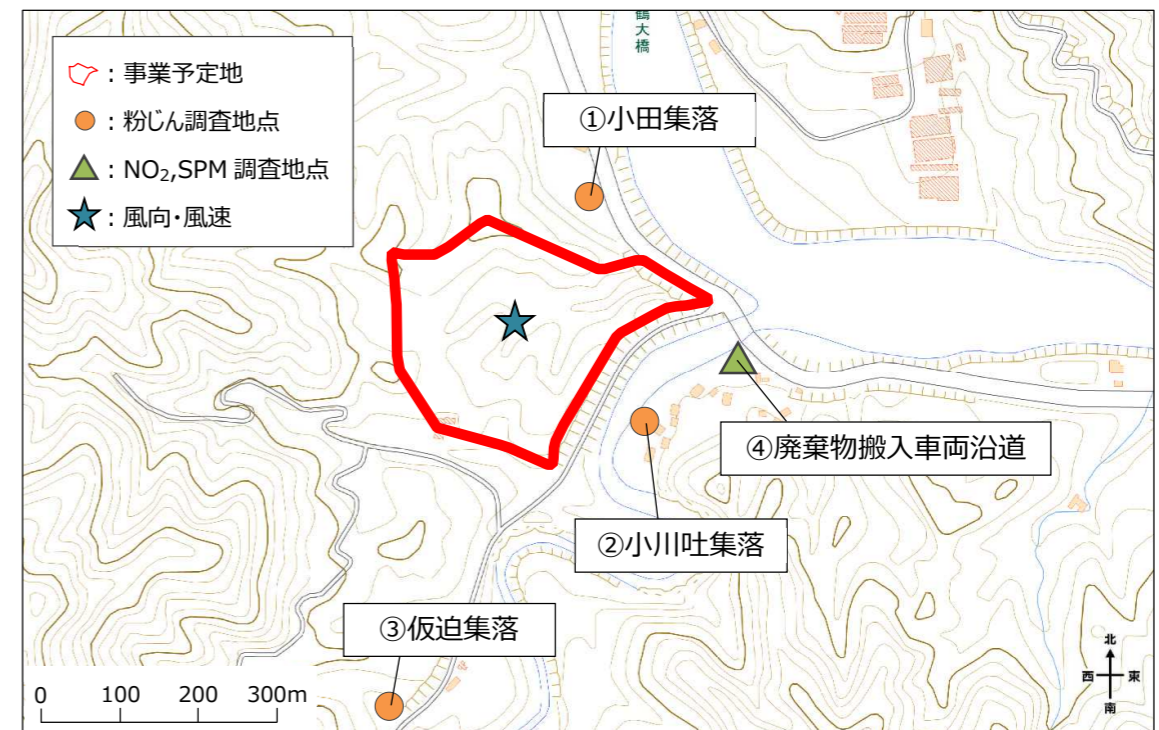 鶴大橋
：事業予定地
：粉じん調査地点
：NO₂,SPM 調査地点
：風向・風速
①小田集落
④廃棄物搬入車両沿道
②小川吐集落
③仮迫集落
0 100 200 300m
北
西 東
南